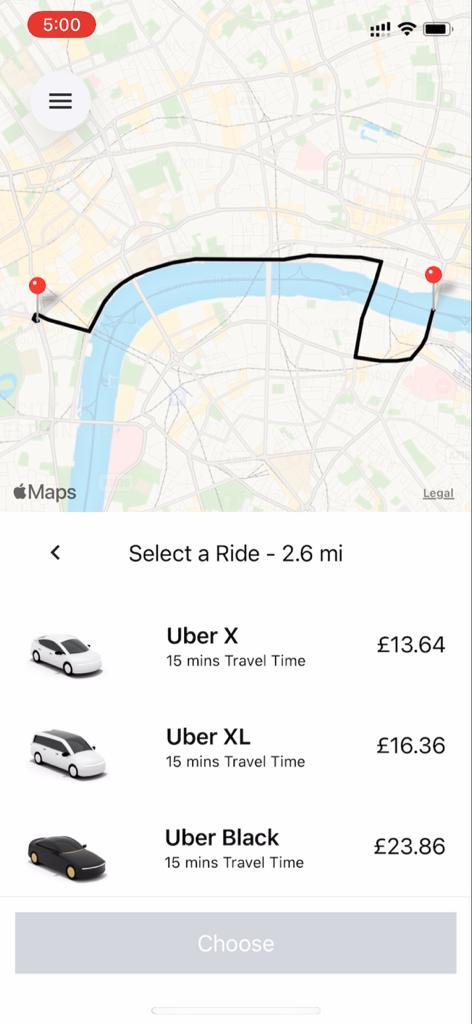 5:00
Maps
Legal
Select a Ride - 2.6 mi
Uber X
15 mins Travel Time
£13.64
Uber XL
15 mins Travel Time
£16.36
Uber Black
15 mins Travel Time
£23.86
Choose